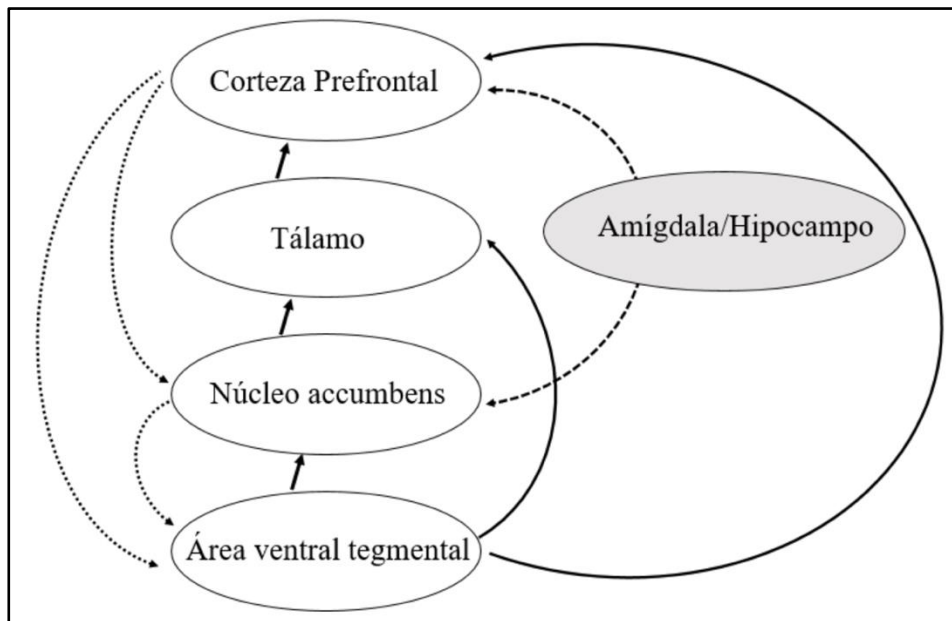 Corteza Prefrontal
Tálamo
Amígdala/Hipocampo
Núcleo accumbens
Área ventral tegmental